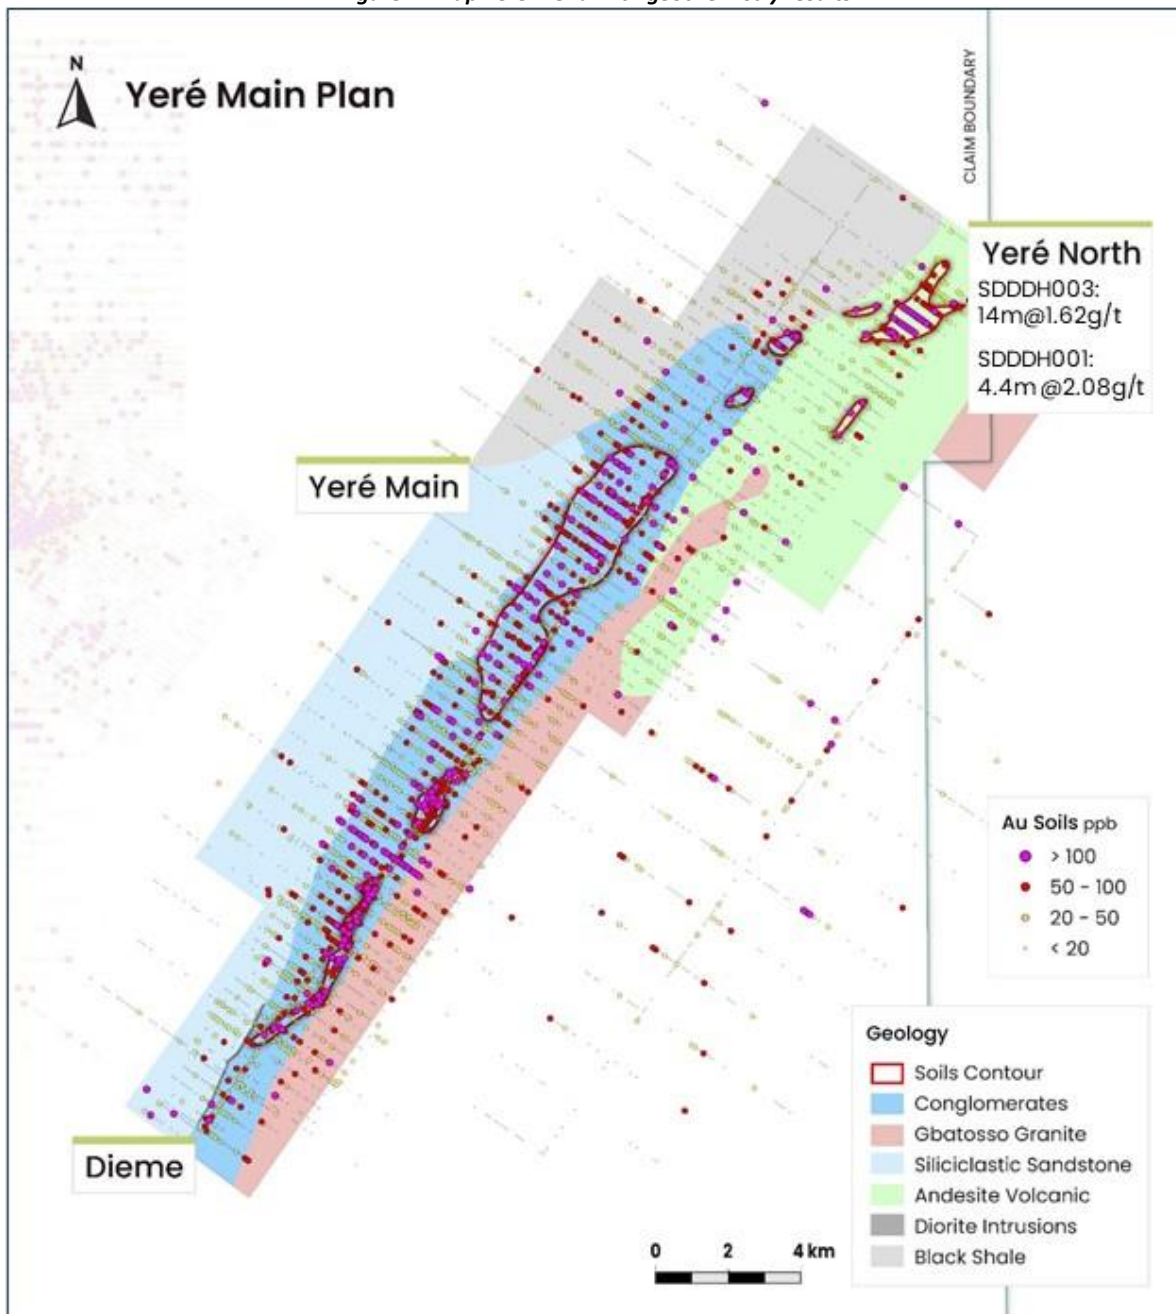 N
Yeré Main Plan
CLAIM BOUNDARY
Yeré North
SDDDH003:
14m@1.62g/t
SDDDH001:
4.4m@2.08g/t
Yeré Main
Au Soils ppb
> 100
50 - 100
20 - 50
< 20
Geology
Soils Contour
Conglomerates
Gbatosso Granite
Siliciclastic Sandstone
Andesite Volcanic
Diorite Intrusions
Black Shale
Dieme
0 2 4 km